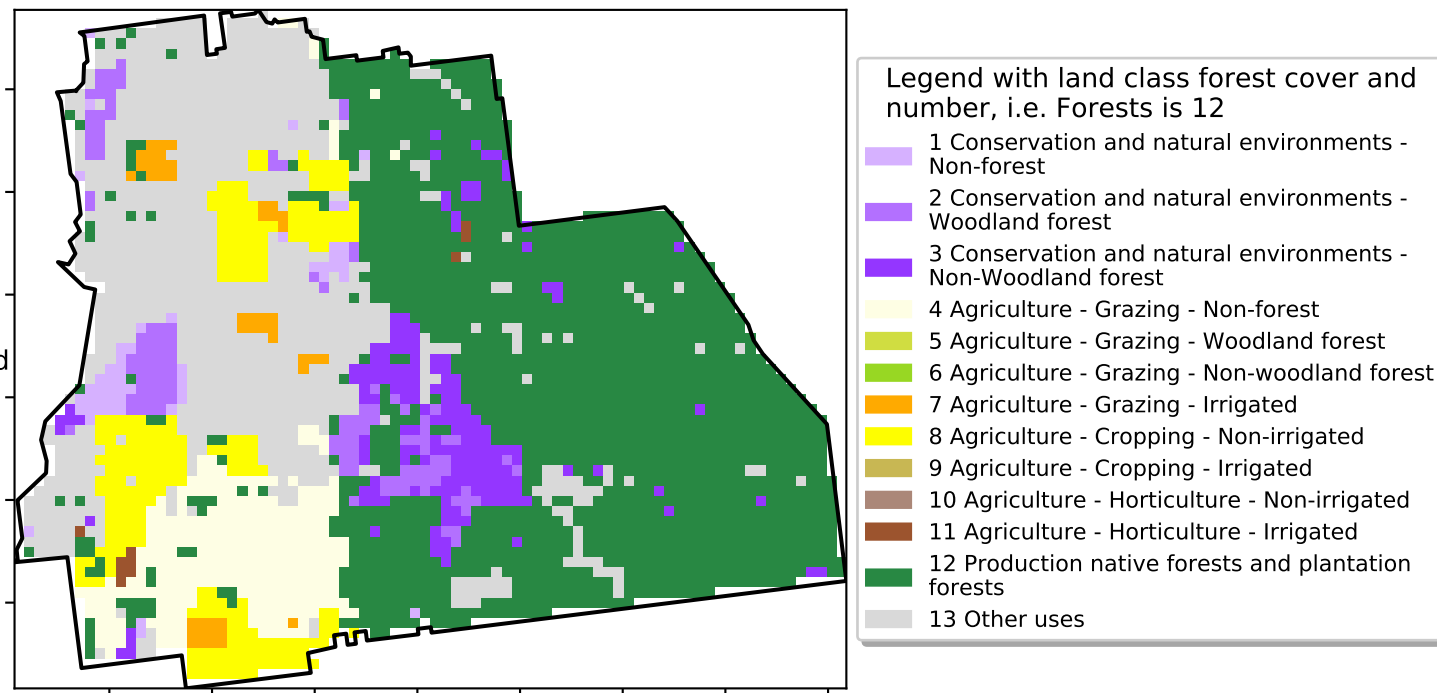 d
Legend with land class forest cover and
number, i.e. Forests is 12
1 Conservation and natural environments -
Non-forest
2 Conservation and natural environments -
Woodland forest
3 Conservation and natural environments -
Non-Woodland forest
4 Agriculture - Grazing - Non-forest
5 Agriculture - Grazing - Woodland forest
6 Agriculture - Grazing - Non-woodland forest
7 Agriculture - Grazing - Irrigated
8 Agriculture - Cropping - Non-irrigated
9 Agriculture - Cropping - Irrigated
10 Agriculture - Horticulture - Non-irrigated
11 Agriculture - Horticulture - Irrigated
12 Production native forests and plantation
forests
13 Other uses